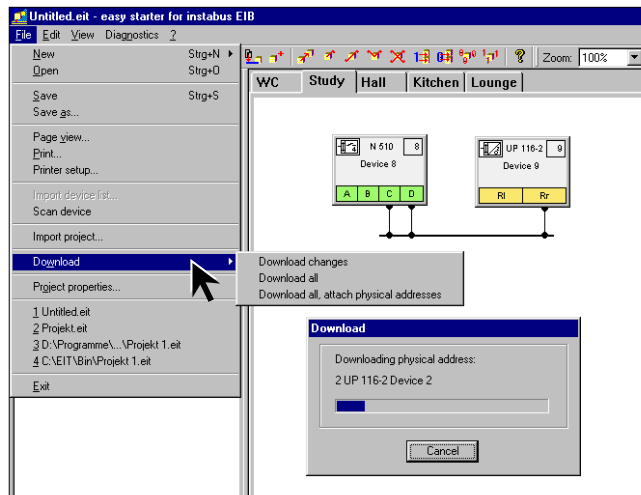 Untitled.eit - easy starter for instabus EIB
File Edit View Diagnostics ?
New Strg+N
Open Strg+O
Save Strg+S
Save as...
Page view...
Print...
Printer setup...
Import device list...
Scan device
Import project...
Download
Project properties...
1 Untitled.eit
2 Projekt.eit
3 D:\Programme\...\Projekt 1.eit
4 C:\EIT\Bin\Projekt 1.eit
Exit
Zoom: 100%
WC Study Hall Kitchen Lounge
N 510 8
Device 8
A B C D
UP 116-2 9
Device 9
Rl Rr
Download changes
Download all
Download all, attach physical addresses
Download
Downloading physical address:
2 UP 116-2 Device 2
Cancel